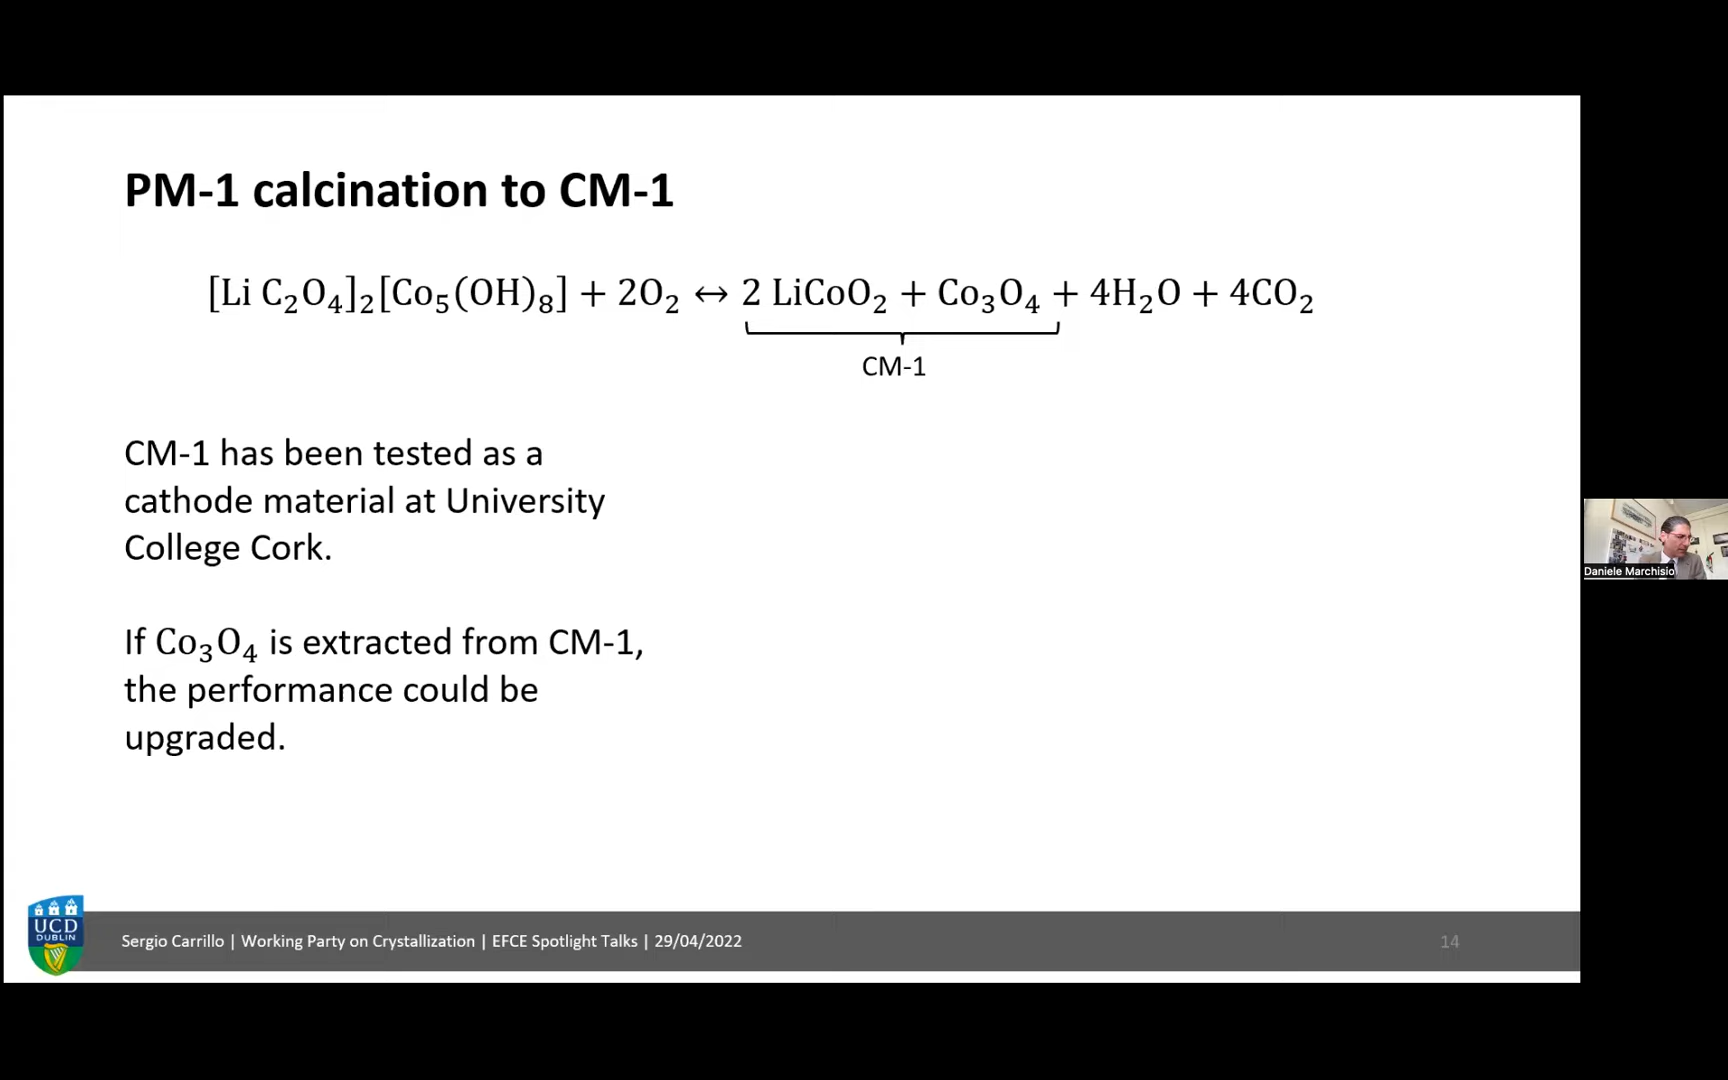 PM-1 calcination to CM-1
[Li C₂O₄]₂[Co₅(OH)₈] + 2O₂ ↔ 2 LiCoO₂ + Co₃O₄ + 4H₂O + 4CO₂
CM-1
CM-1 has been tested as a
cathode material at University
College Cork.
If Co₃O₄ is extracted from CM-1,
the performance could be
upgraded.
Daniele Marchisio
UCD
DUBLIN
Sergio Carrillo | Working Party on Crystallization | EFCE Spotlight Talks | 29/04/2022
14